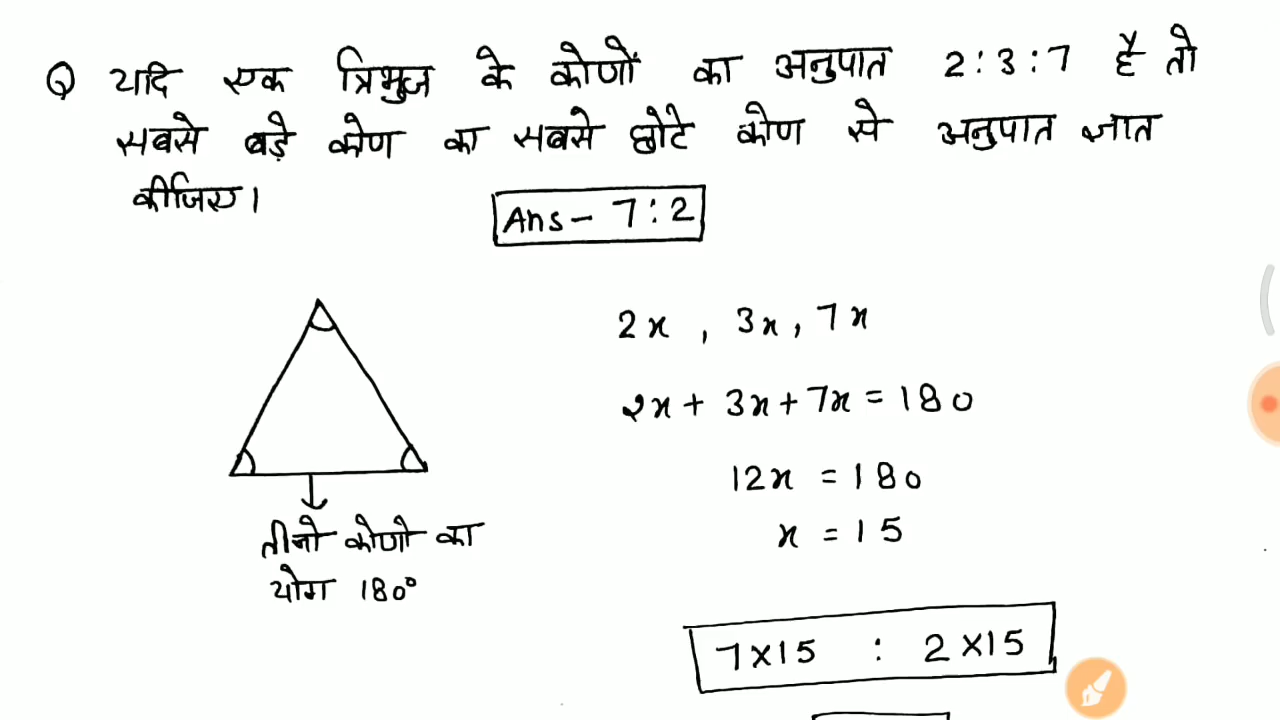 Q यदि एक त्रिभुज के कोणों का अनुपात 2:3:7 है तो
सबसे बड़े कोण का सबसे छोटे कोण से अनुपात ज्ञात
कीजिए।
Ans - 7:2
2x , 3x, 7x
2x + 3x + 7x = 180
12x = 180
x = 15
तीनो कोणो का
योग 180°
7x15 : 2x15